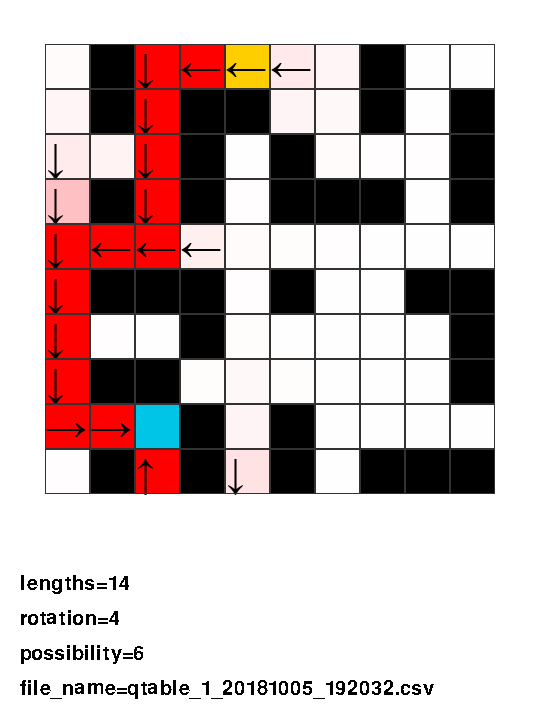 lengths=14
rotation=4
possibility=6
file_name=qtable_1_20181005_192032.csv